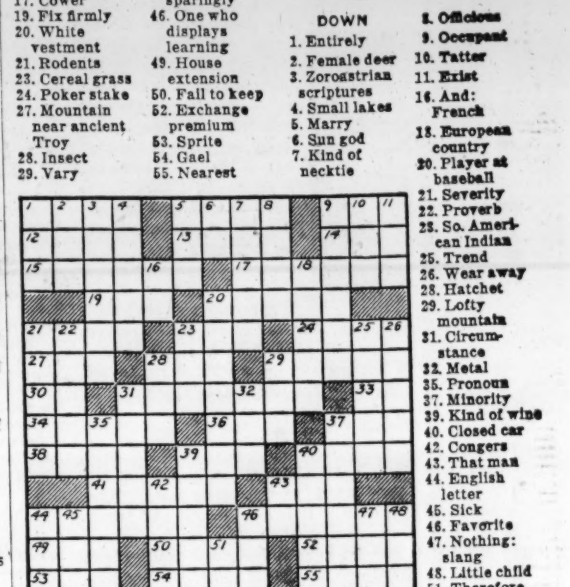 17. Cower
19. Fix firmly
20. White
vestment
21. Rodents
23. Cereal grass
24. Poker stake
27. Mountain
near ancient
Troy
28. Insect
29. Vary
sparingly
46. One who
displays
learning
49. House
extension
50. Fail to keep
52. Exchange
premium
53. Sprite
54. Gael
55. Nearest
DOWN
1. Entirely
2. Female deer
3. Zoroastrian
scriptures
4. Small lakes
5. Marry
6. Sun god
7. Kind of
necktie
8. Officious
9. Occupant
10. Tatter
11. Exist
16. And:
French
18. European
country
20. Player at
baseball
21. Severity
22. Proverb
23. So. Ameri-
can Indian
25. Trend
26. Wear away
28. Hatchet
29. Lofty
mountain
31. Circum-
stance
32. Metal
35. Pronoun
37. Minority
39. Kind of wine
40. Closed car
42. Congers
43. That man
44. English
letter
45. Sick
46. Favorite
47. Nothing:
slang
48. Little child
51. Therefore
1 2 3 4 5 6 7 8 9 10 11
12 13 14
15 16 17 18
19 20
21 22 23 24 25 26
27 28 29
30 31 32 33
34 35 36 37
38 39 40
41 42 43
44 45 46 47 48
49 50 51 52
53 54 55